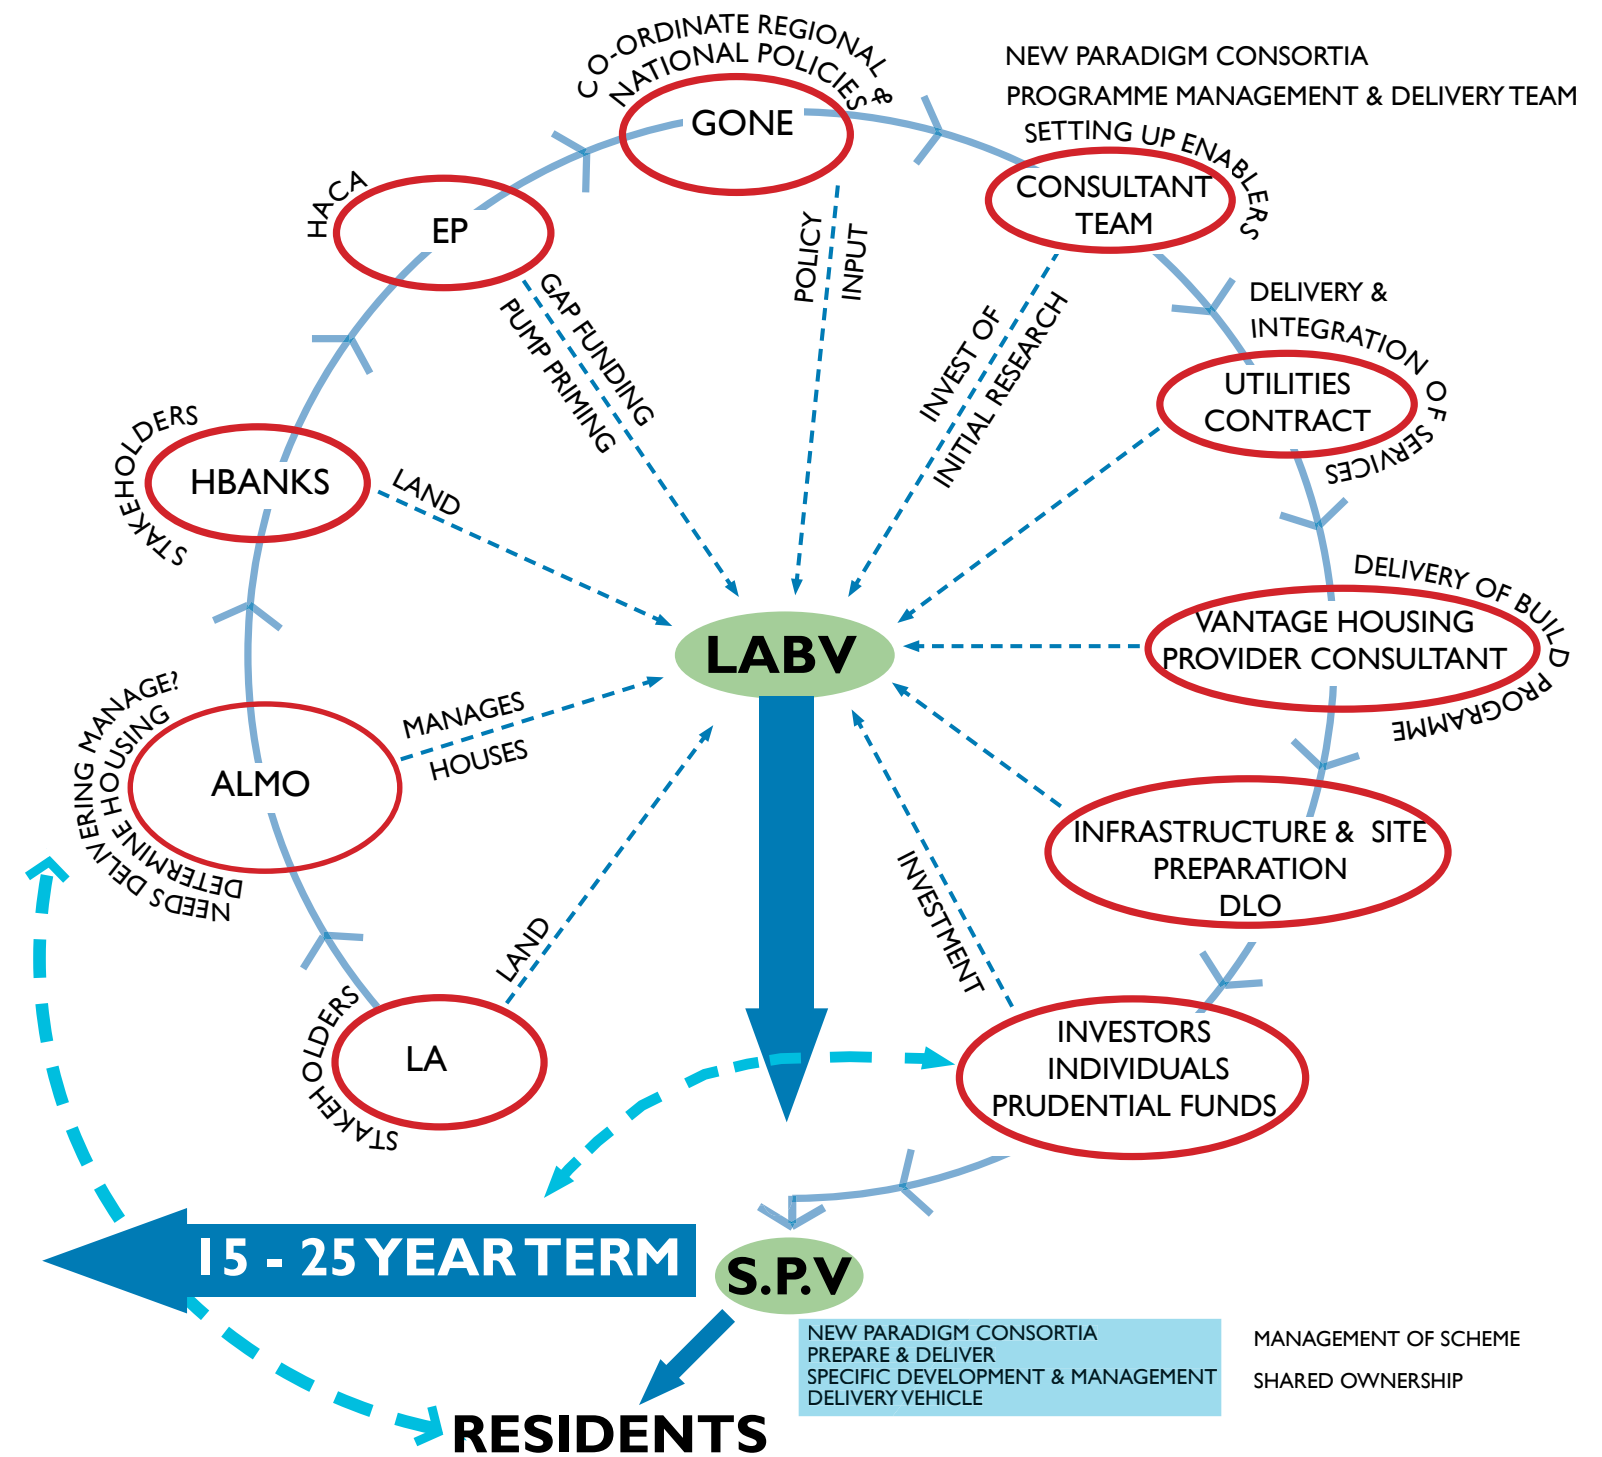 CO-ORDINATE REGIONAL &
NATIONAL POLICIES
GONE
NEW PARADIGM CONSORTIA
PROGRAMME MANAGEMENT & DELIVERY TEAM
SETTING UP ENABLERS
CONSULTANT
TEAM
HACA
EP
POLICY
INPUT
GAP FUNDING
PUMP PRIMING
INVEST OF
INITIAL RESEARCH
DELIVERY &
INTEGRATION OF SERVICES
UTILITIES
CONTRACT
STAKEHOLDERS
HBANKS
LAND
DELIVERY OF BUILD PROGRAMME
VANTAGE HOUSING
PROVIDER CONSULTANT
LABV
NEEDS DELIVERING MANAGE?
DETERMINE HOUSING
ALMO
MANAGES
HOUSES
INFRASTRUCTURE & SITE
PREPARATION
DLO
LAND
INVESTMENT
STAKEHOLDERS
LA
INVESTORS
INDIVIDUALS
PRUDENTIAL FUNDS
15 - 25 YEAR TERM
S.P.V
NEW PARADIGM CONSORTIA
PREPARE & DELIVER
SPECIFIC DEVELOPMENT & MANAGEMENT
DELIVERY VEHICLE
MANAGEMENT OF SCHEME
SHARED OWNERSHIP
RESIDENTS